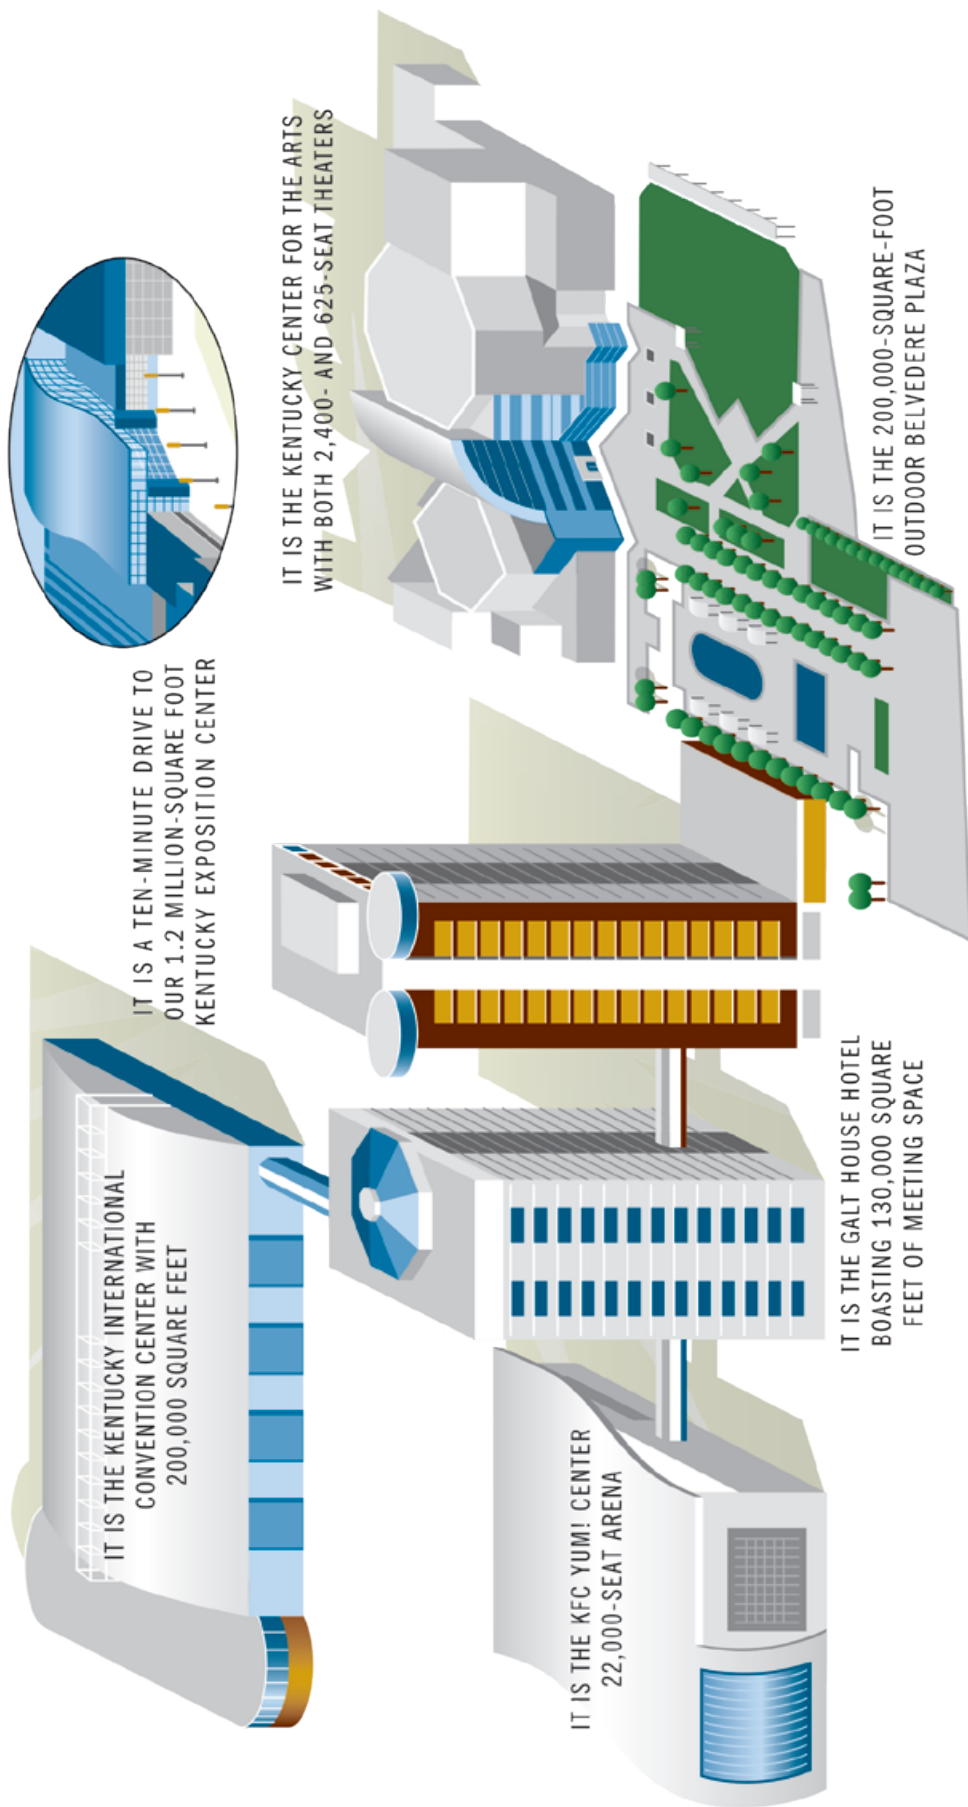 IT IS THE KENTUCKY INTERNATIONAL
CONVENTION CENTER WITH
200,000 SQUARE FEET
IT IS A TEN-MINUTE DRIVE TO
OUR 1.2 MILLION-SQUARE FOOT
KENTUCKY EXPOSITION CENTER
IT IS THE KENTUCKY CENTER FOR THE ARTS
WITH BOTH 2,400- AND 625-SEAT THEATERS
IT IS THE KFC YUM! CENTER
22,000-SEAT ARENA
IT IS THE GALT HOUSE HOTEL
BOASTING 130,000 SQUARE
FEET OF MEETING SPACE
IT IS THE 200,000-SQUARE-FOOT
OUTDOOR BELVEDERE PLAZA